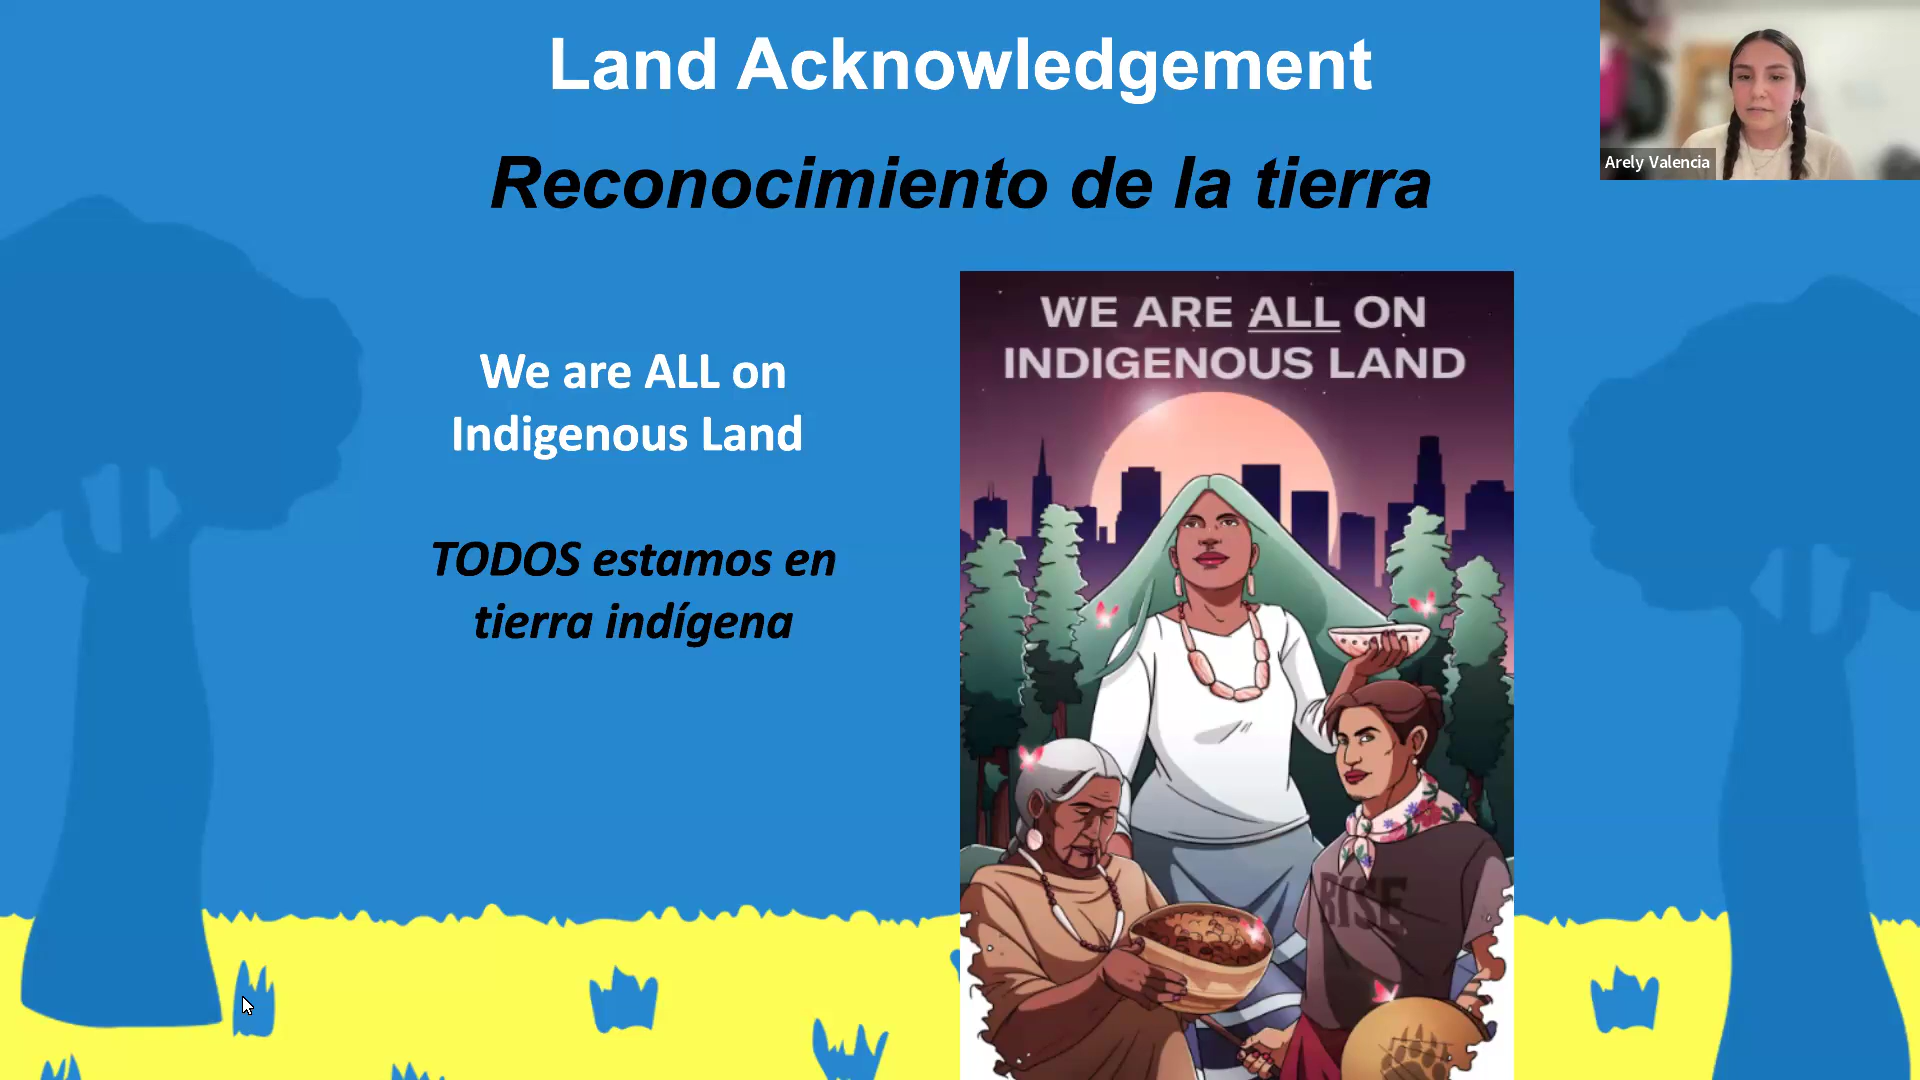 Land Acknowledgement
Reconocimiento de la tierra
Arely Valencia
We are ALL on
Indigenous Land
TODOS estamos en
tierra indígena
WE ARE ALL ON
INDIGENOUS LAND
RISE